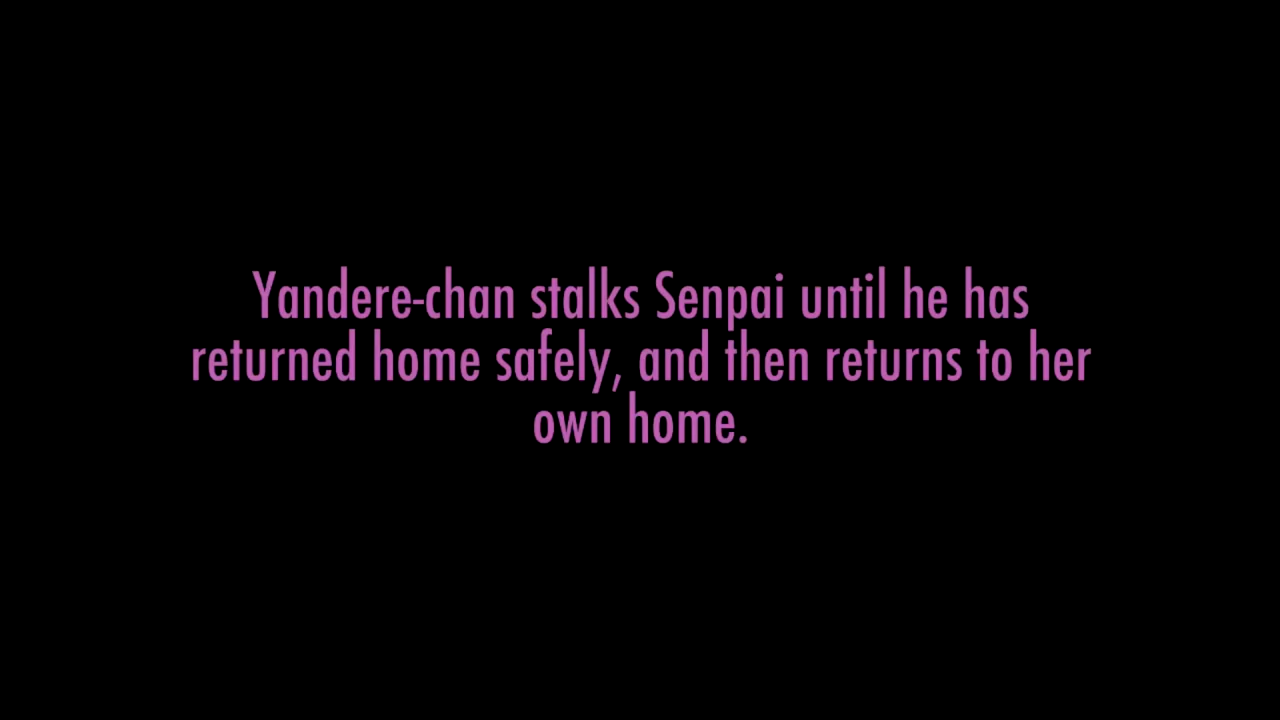 Yandere-chan stalks Senpai until he has
returned home safely, and then returns to her
own home.